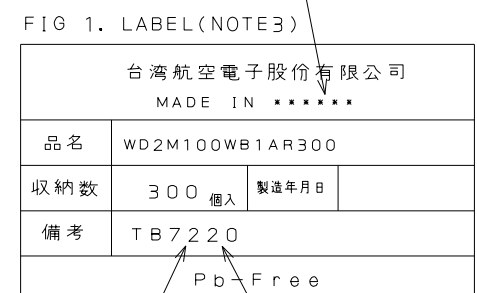 FIG 1. LABEL(NOTE3)
台湾航空電子股份有限公司
MADE IN ******
品名 WD2M100WB1AR300
収納数 300 個入 製造年月日
備考 TB7220
Pb-Free